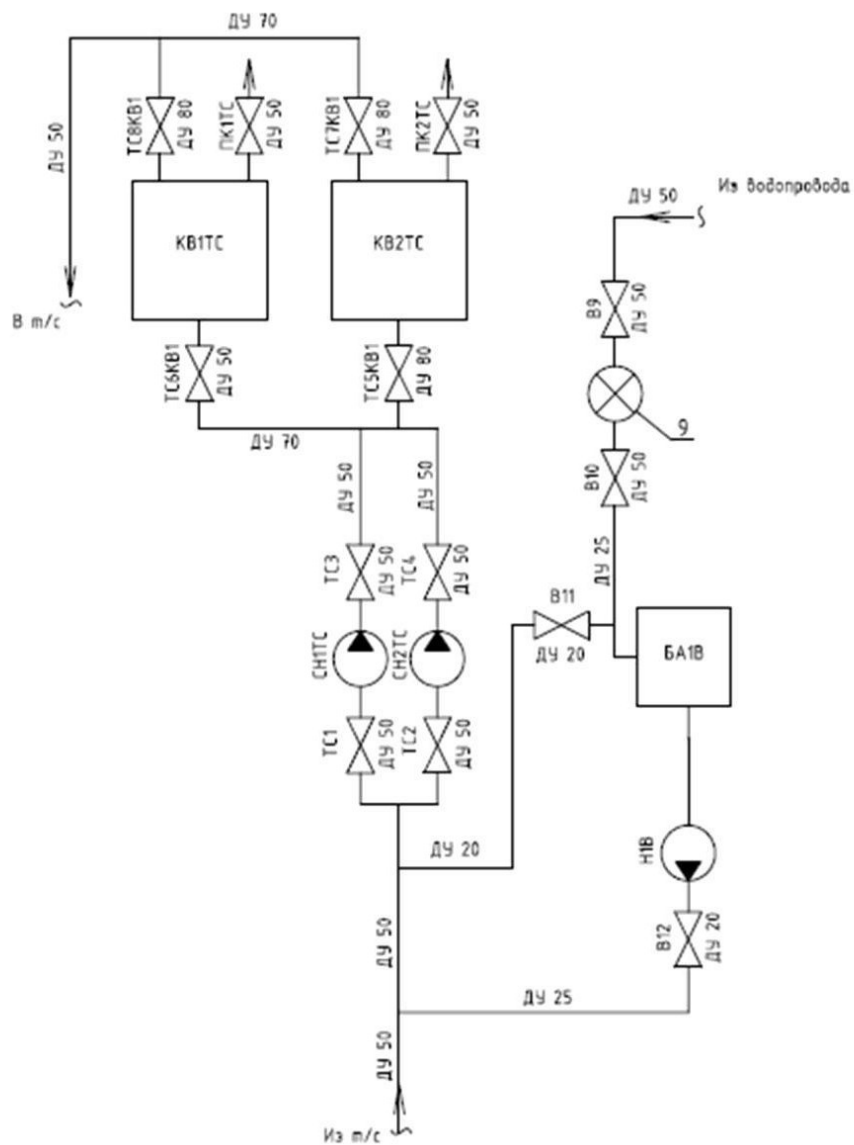 ДУ 70
ДУ 50
ТС8КВ1
ДУ 80
ПК1ТС
ДУ 50
ТС7КВ1
ДУ 80
ПК2ТС
ДУ 50
КВ1ТС
КВ2ТС
В т/с
ДУ 50
Из водопровода
В9
ДУ 50
9
В10
ДУ 50
ТС6КВ1
ДУ 50
ТС5КВ1
ДУ 80
ДУ 70
ДУ 50
ДУ 50
ДУ 25
ТС3
ДУ 50
ТС4
ДУ 50
В11
ДУ 20
БА1В
СН1ТС
СН2ТС
ТС1
ДУ 50
ТС2
ДУ 50
ДУ 20
Н1В
В12
ДУ 20
ДУ 50
ДУ 25
ДУ 50
Из т/с